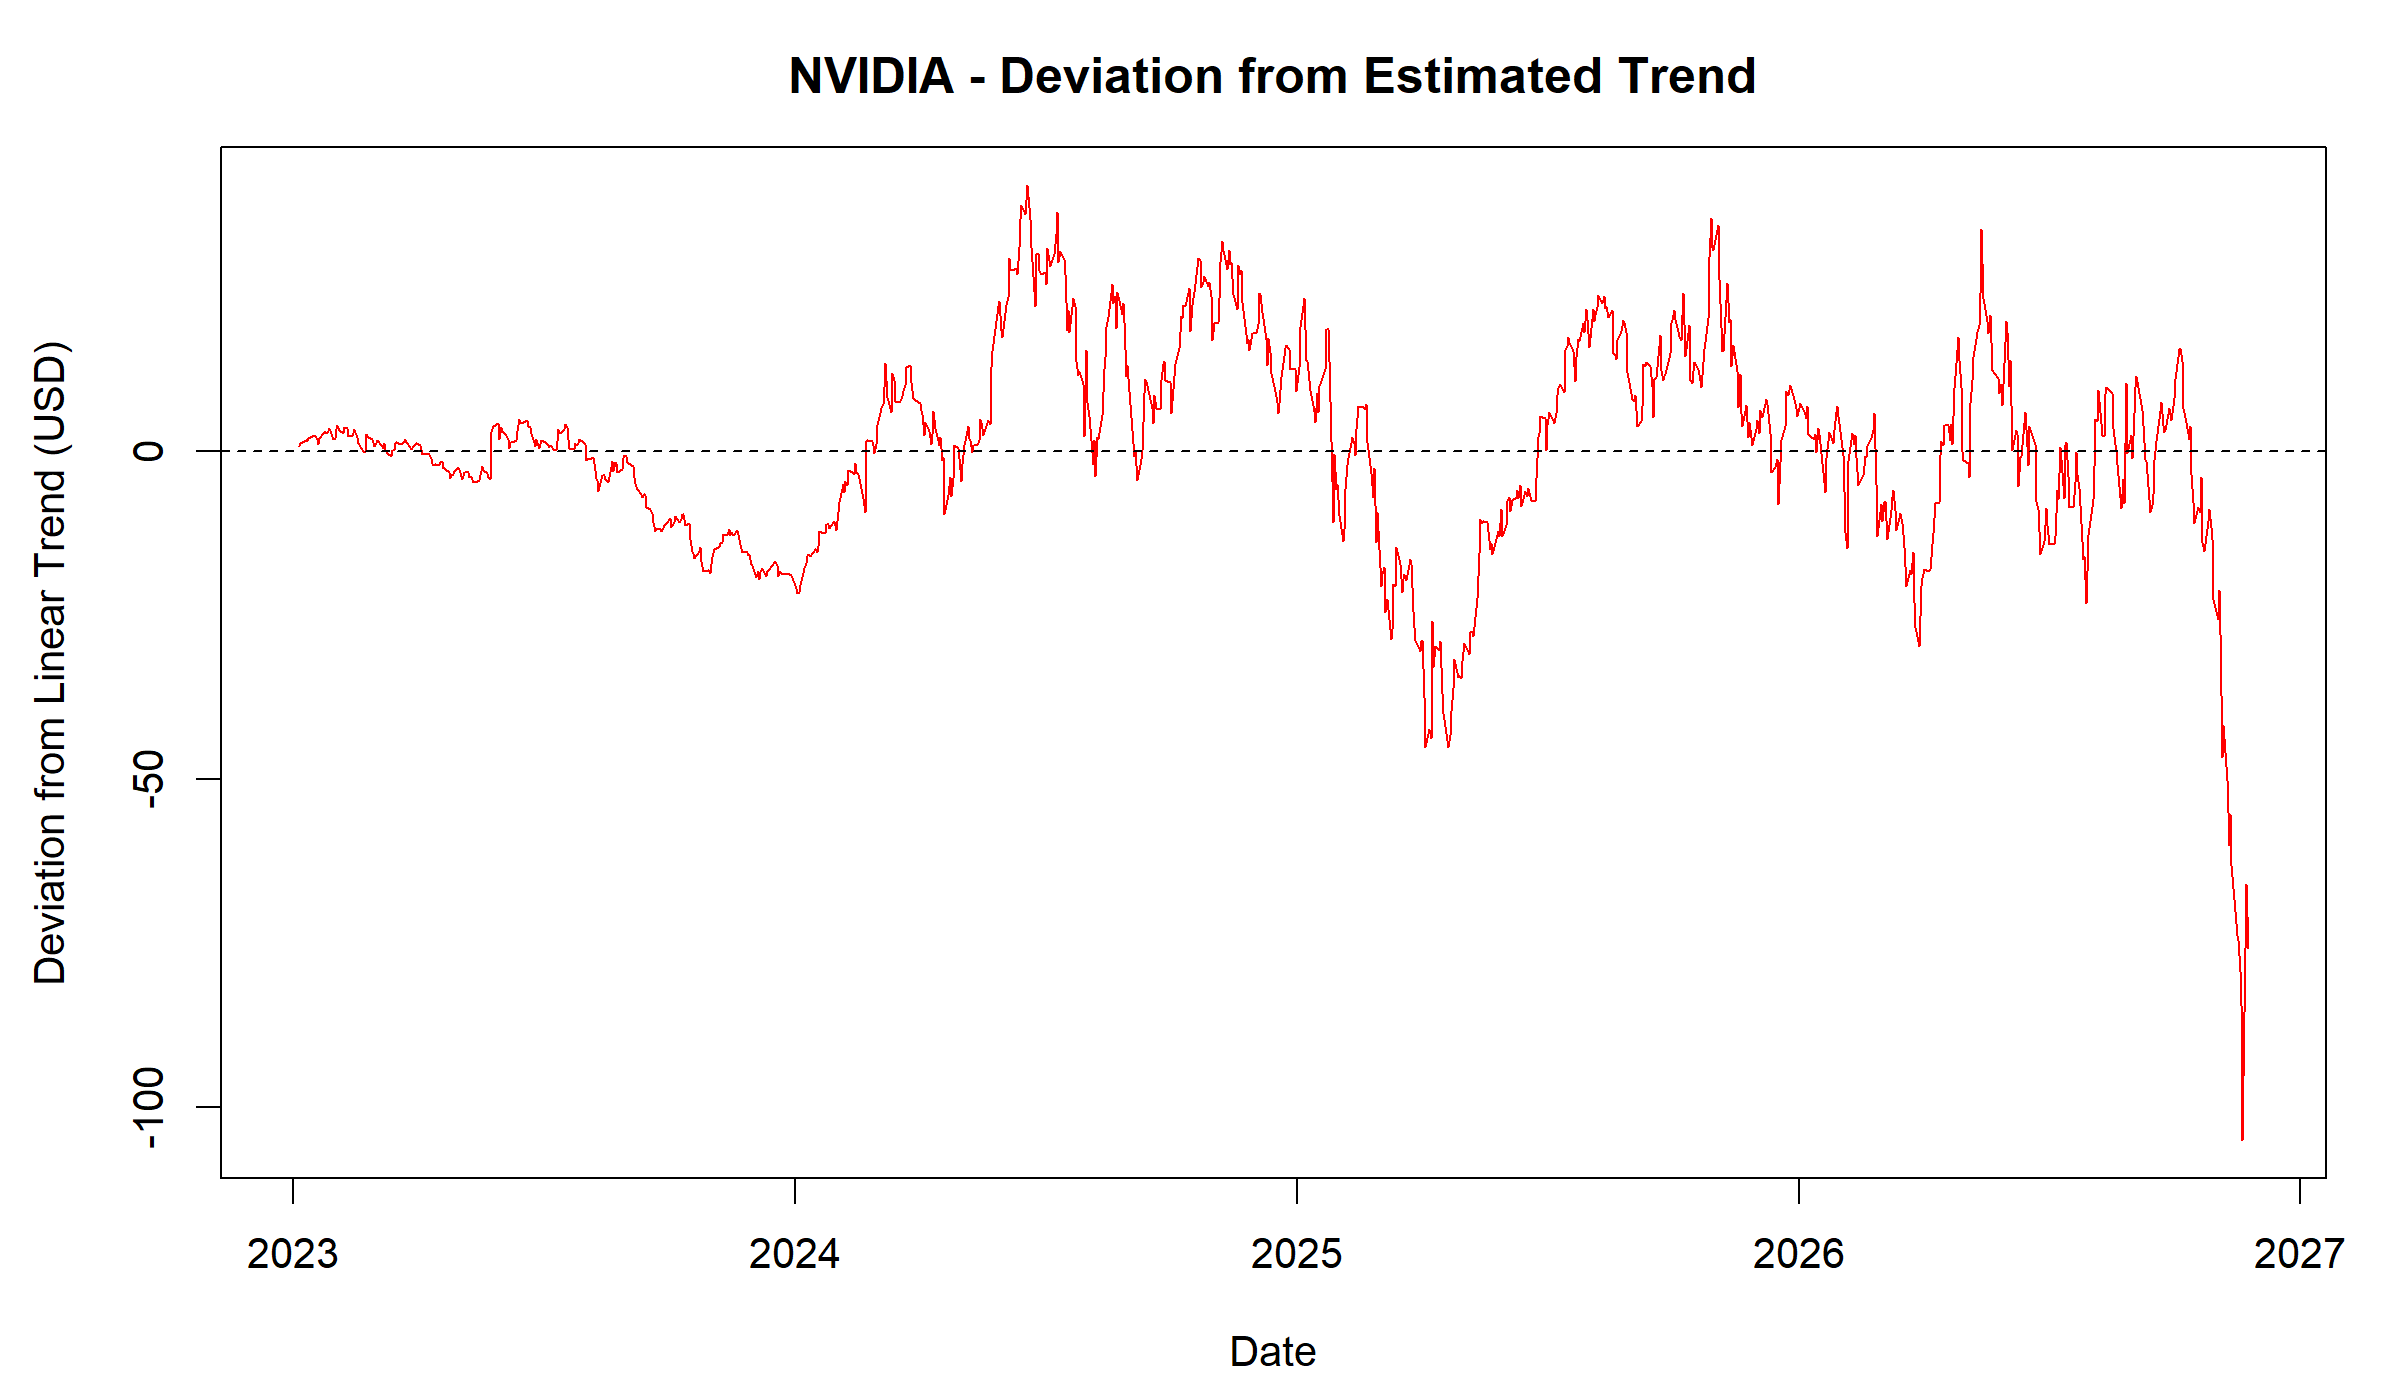 NVIDIA - Deviation from Estimated Trend
Deviation from Linear Trend (USD)
0
-50
-100
2023
2024
2025
2026
2027
Date